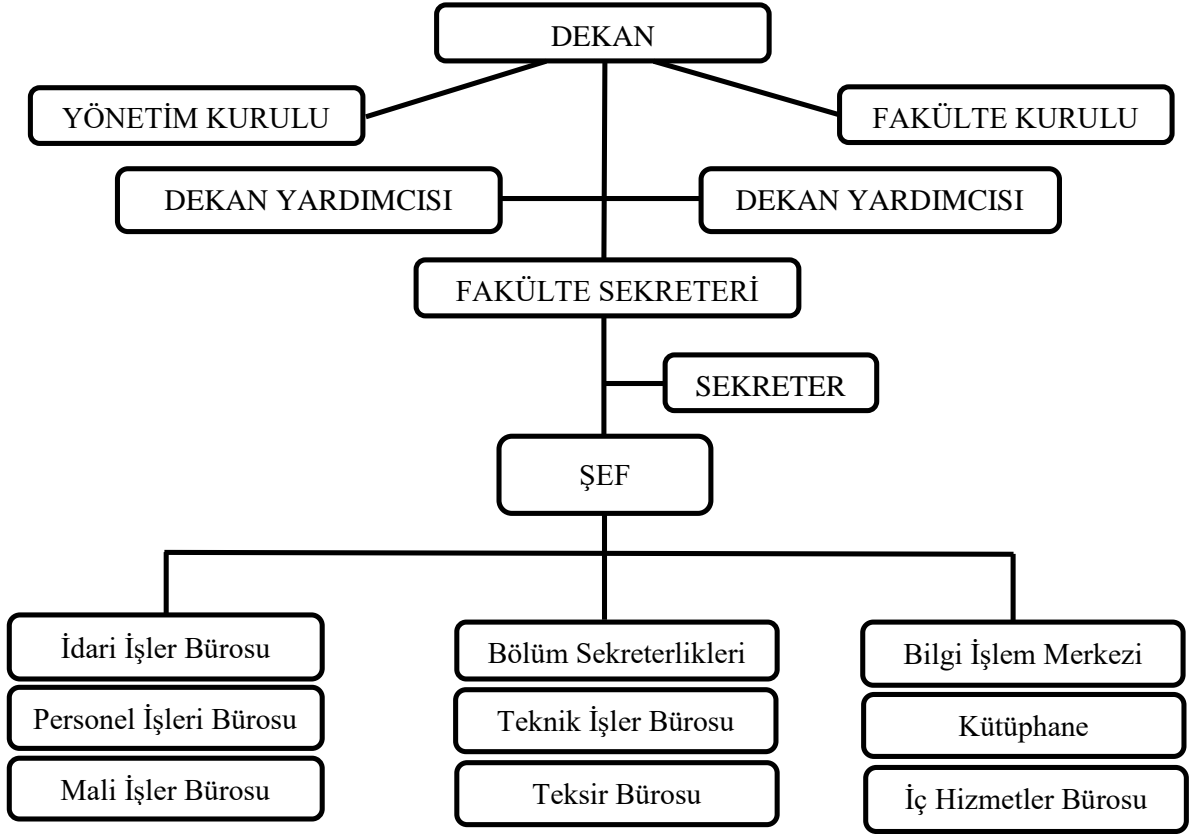 DEKAN
YÖNETİM KURULU
FAKÜLTE KURULU
DEKAN YARDIMCISI
DEKAN YARDIMCISI
FAKÜLTE SEKRETERİ
SEKRETER
ŞEF
İdari İşler Bürosu
Personel İşleri Bürosu
Mali İşler Bürosu
Bölüm Sekreterlikleri
Teknik İşler Bürosu
Teksir Bürosu
Bilgi İşlem Merkezi
Kütüphane
İç Hizmetler Bürosu